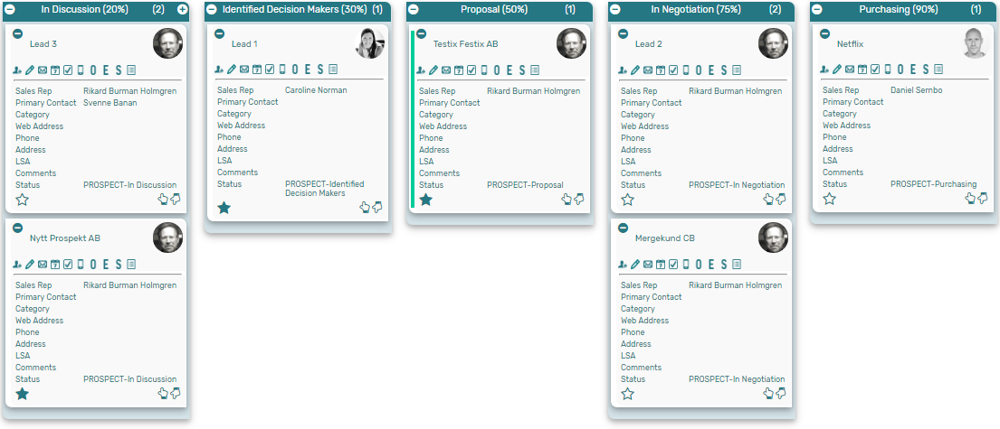 In Discussion (20%) (2)
Lead 3
7
O E S
Sales Rep Rikard Burman Holmgren
Primary Contact Svenne Banan
Category
Web Address
Phone
Address
LSA
Comments
Status PROSPECT-In Discussion
Nytt Prospekt AB
7
O E S
Sales Rep Rikard Burman Holmgren
Primary Contact
Category
Web Address
Phone
Address
LSA
Comments
Status PROSPECT-In Discussion
Identified Decision Makers (30%) (1)
Lead 1
7
O E S
Sales Rep Caroline Norman
Primary Contact
Category
Web Address
Phone
Address
LSA
Comments
Status PROSPECT-Identified
Decision Makers
Proposal (50%) (1)
Testix Festix AB
7
O E S
Sales Rep Rikard Burman Holmgren
Primary Contact
Category
Web Address
Phone
Address
LSA
Comments
Status PROSPECT-Proposal
In Negotiation (75%) (2)
Lead 2
7
O E S
Sales Rep Rikard Burman Holmgren
Primary Contact
Category
Web Address
Phone
Address
LSA
Comments
Status PROSPECT-In Negotiation
Mergekund CB
7
O E S
Sales Rep Rikard Burman Holmgren
Primary Contact
Category
Web Address
Phone
Address
LSA
Comments
Status PROSPECT-In Negotiation
Purchasing (90%) (1)
Netflix
7
O E S
Sales Rep Daniel Sernbo
Primary Contact
Category
Web Address
Phone
Address
LSA
Comments
Status PROSPECT-Purchasing